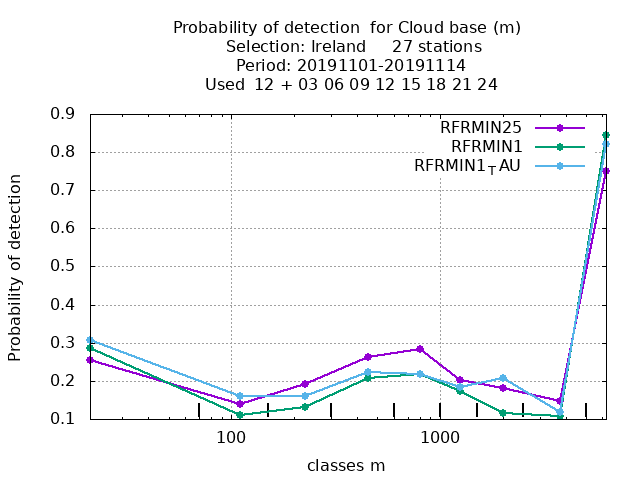 Probability of detection  for Cloud base (m)
Selection: Ireland     27 stations
Period: 20191101-20191114
Used  12 + 03 06 09 12 15 18 21 24
RFRMIN25
RFRMIN1
RFRMIN1TAU
Probability of detection
0.9
0.8
0.7
0.6
0.5
0.4
0.3
0.2
0.1
100
1000
classes m